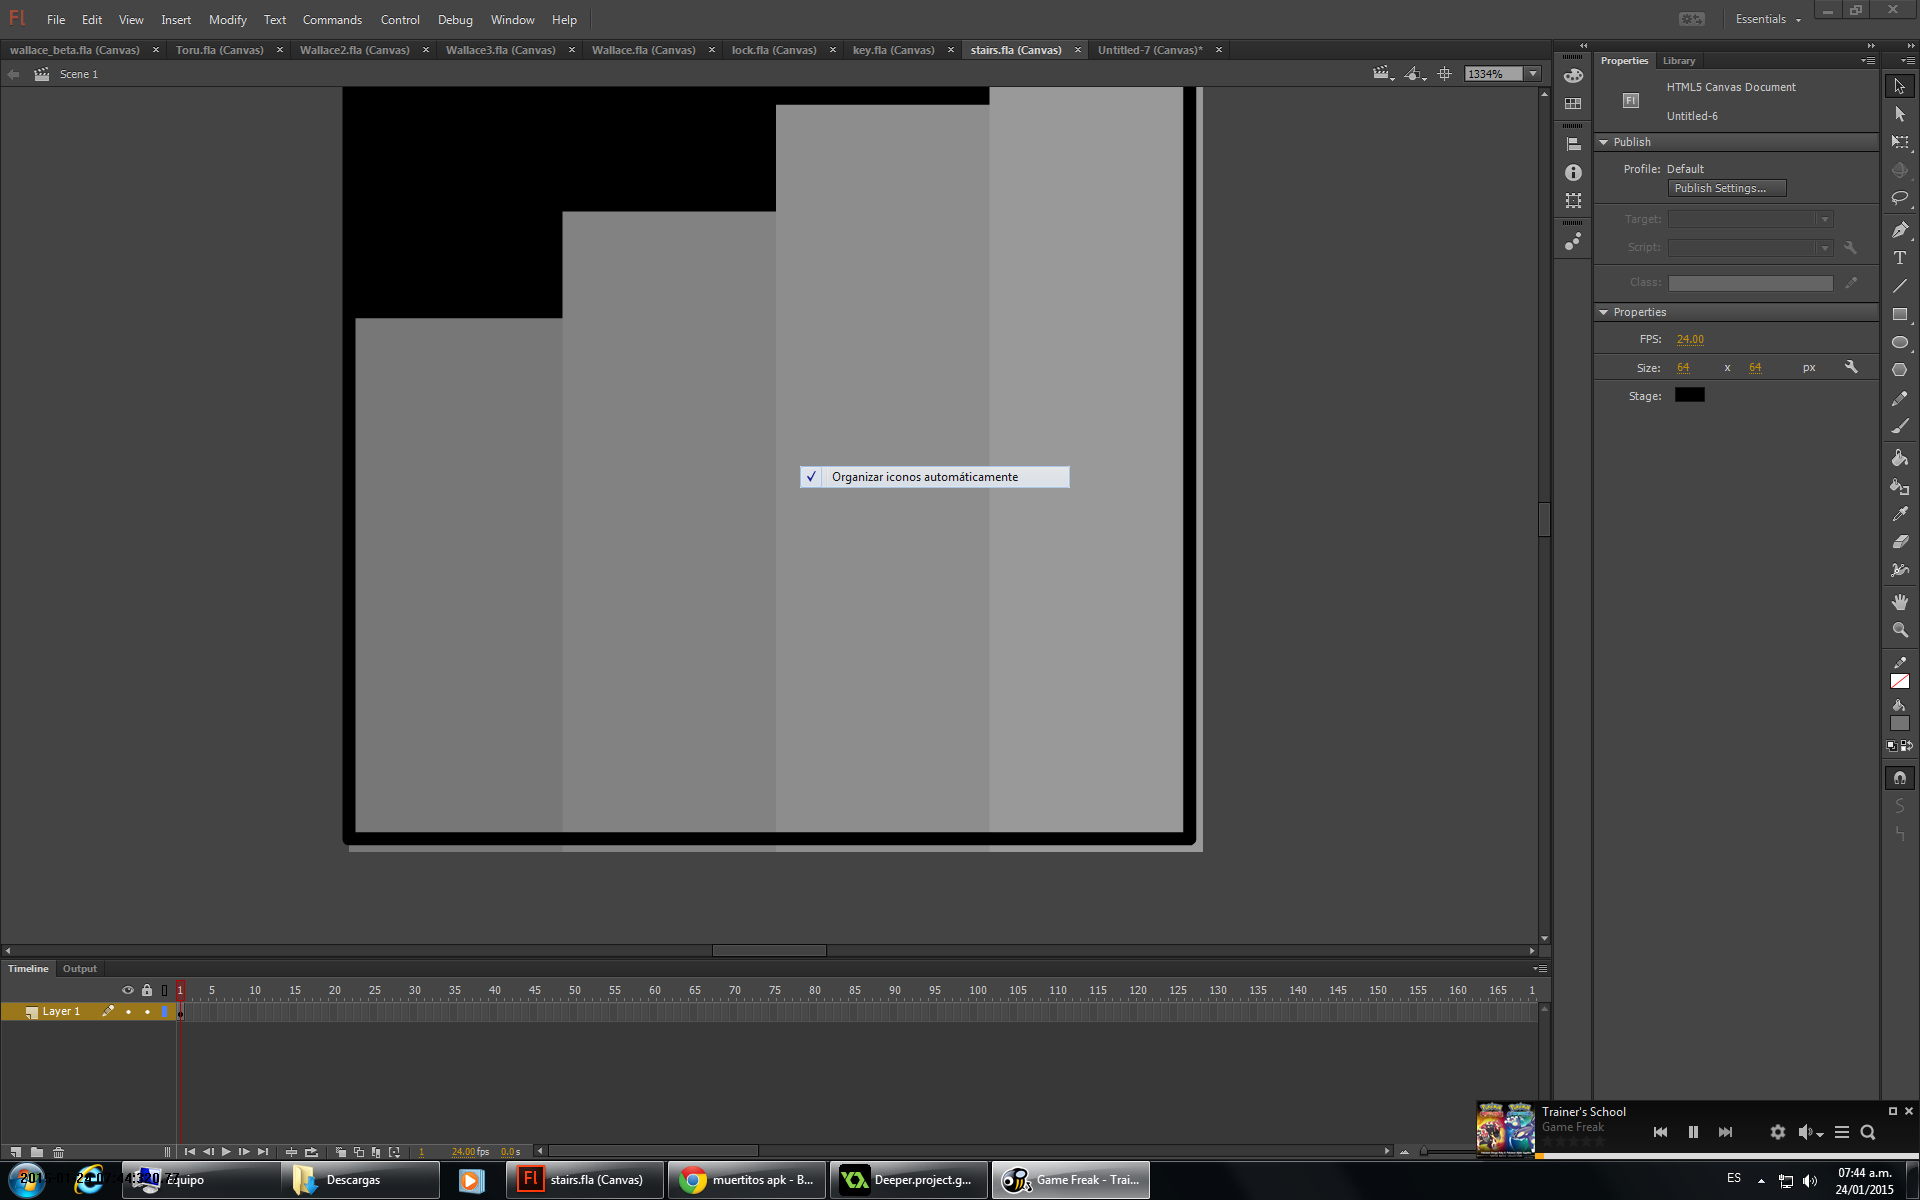 Fl File Edit View Insert Modify Text Commands Control Debug Window Help Essentials
wallace_beta.fla (Canvas) × Toru.fla (Canvas) × Wallace2.fla (Canvas) × Wallace3.fla (Canvas) × Wallace.fla (Canvas) × lock.fla (Canvas) × key.fla (Canvas) × stairs.fla (Canvas) × Untitled-7 (Canvas)* ×
Scene 1 1334%
Properties Library
HTML5 Canvas Document
Fl
Untitled-6
Publish
Profile: Default
Publish Settings...
Target:
Script:
Class:
Properties
FPS: 24.00
Size: 64 x 64 px
Stage:
Organizar iconos automáticamente
Timeline Output
1 5 10 15 20 25 30 35 40 45 50 55 60 65 70 75 80 85 90 95 100 105 110 115 120 125 130 135 140 145 150 155 160 165 1
Layer 1
1 24.00 fps 0.0 s
Trainer's School
Game Freak
Equipo Descargas Fl stairs.fla (Canvas) muertitos apk - B... Deeper.project.g... Game Freak - Trai... ES
07:44 a.m.
24/01/2015